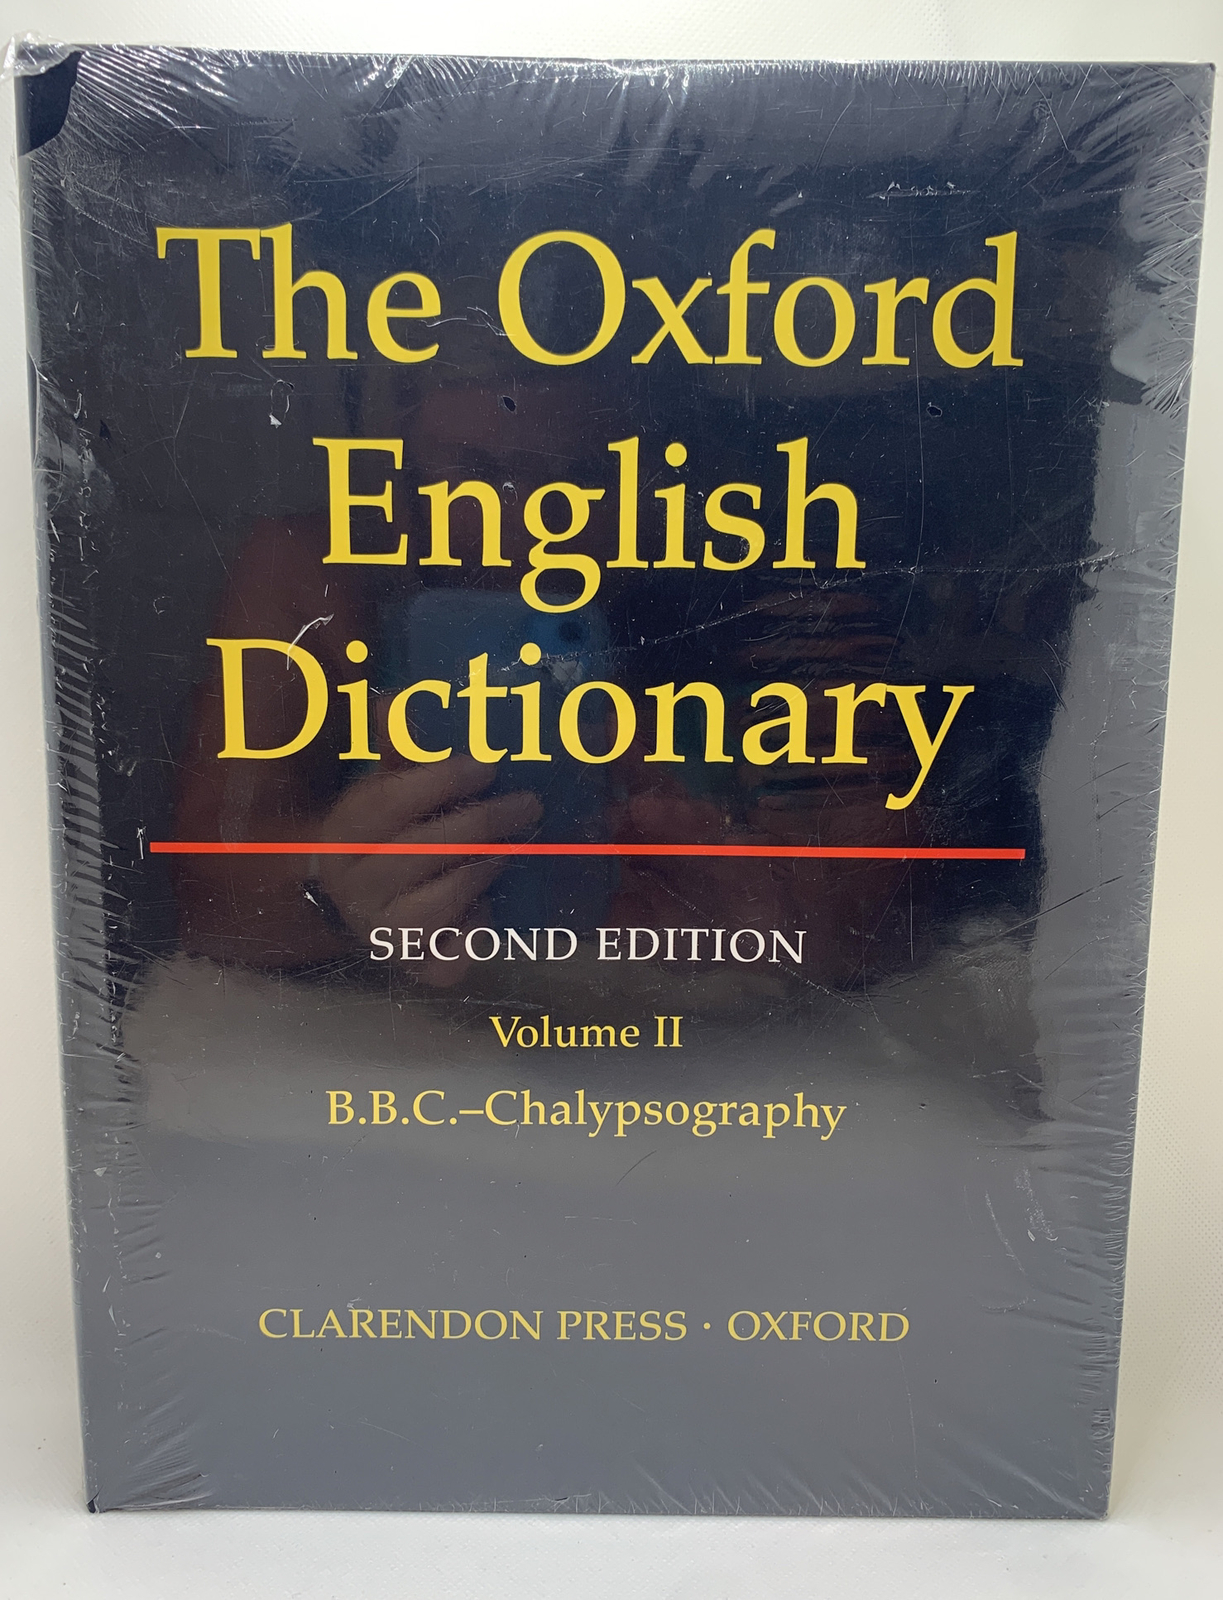 The Oxford
English
Dictionary
SECOND EDITION
Volume II
B.B.C.–Chalypsography
CLARENDON PRESS · OXFORD